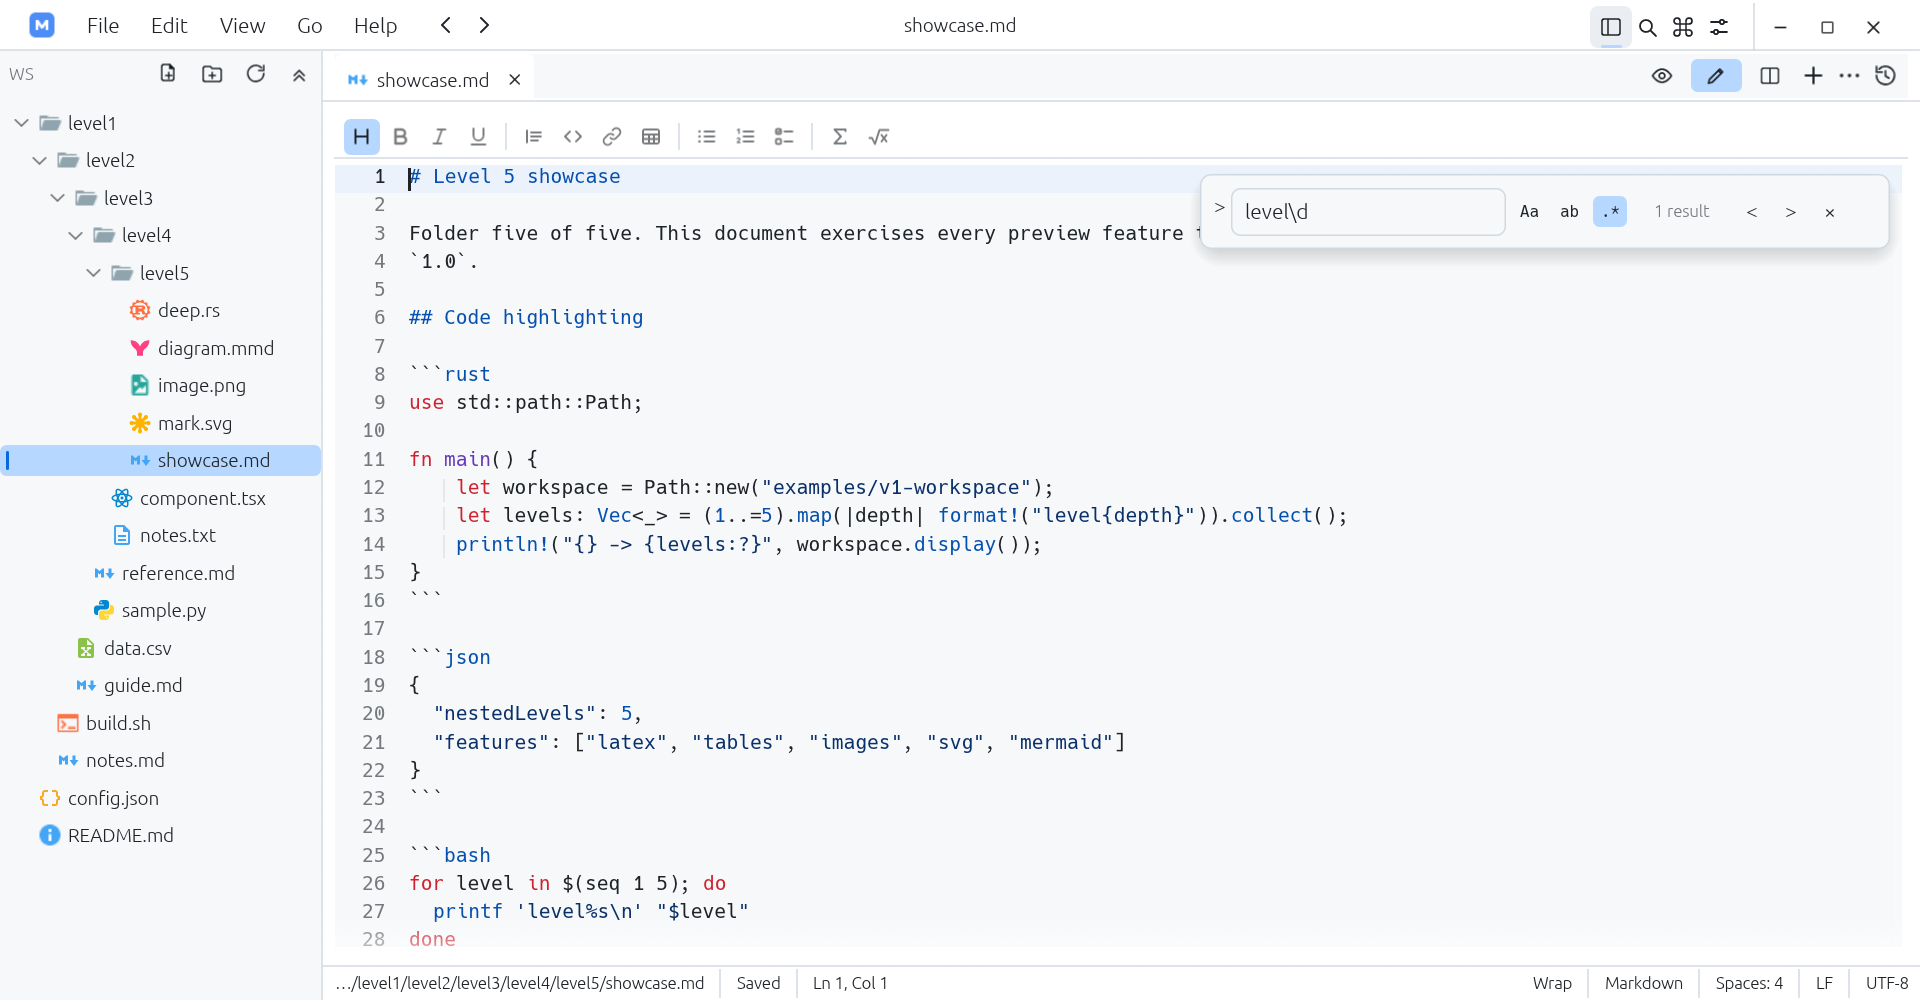 M File Edit View Go Help showcase.md
WS
showcase.md
level1
level2
level3
level4
level5
deep.rs
diagram.mmd
image.png
mark.svg
showcase.md
component.tsx
notes.txt
reference.md
sample.py
data.csv
guide.md
build.sh
notes.md
config.json
README.md
H B I U
> level\d Aa ab .* 1 result < > ×
1 # Level 5 showcase
2
3 Folder five of five. This document exercises every preview feature
4 `1.0`.
5
6 ## Code highlighting
7
8 ```rust
9 use std::path::Path;
10
11 fn main() {
12 let workspace = Path::new("examples/v1-workspace");
13 let levels: Vec<_> = (1..=5).map(|depth| format!("level{depth}")).collect();
14 println!("{} -> {levels:?}", workspace.display());
15 }
16 ```
17
18 ```json
19 {
20 "nestedLevels": 5,
21 "features": ["latex", "tables", "images", "svg", "mermaid"]
22 }
23 ```
24
25 ```bash
26 for level in $(seq 1 5); do
27 printf 'level%s\n' "$level"
28 done
…/level1/level2/level3/level4/level5/showcase.md Saved Ln 1, Col 1 Wrap Markdown Spaces: 4 LF UTF-8